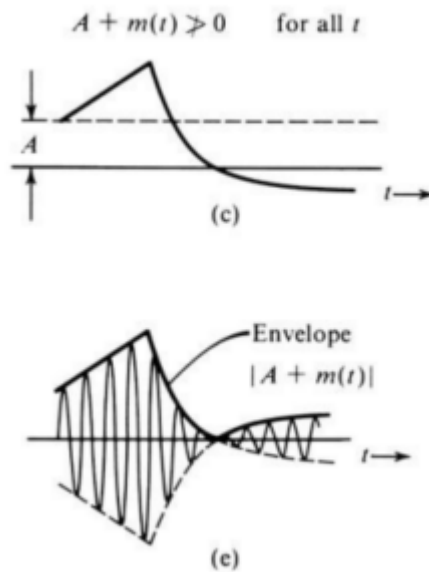 A + m(t) ≯ 0 for all t
A
t
(c)
Envelope
|A + m(t)|
t
(e)